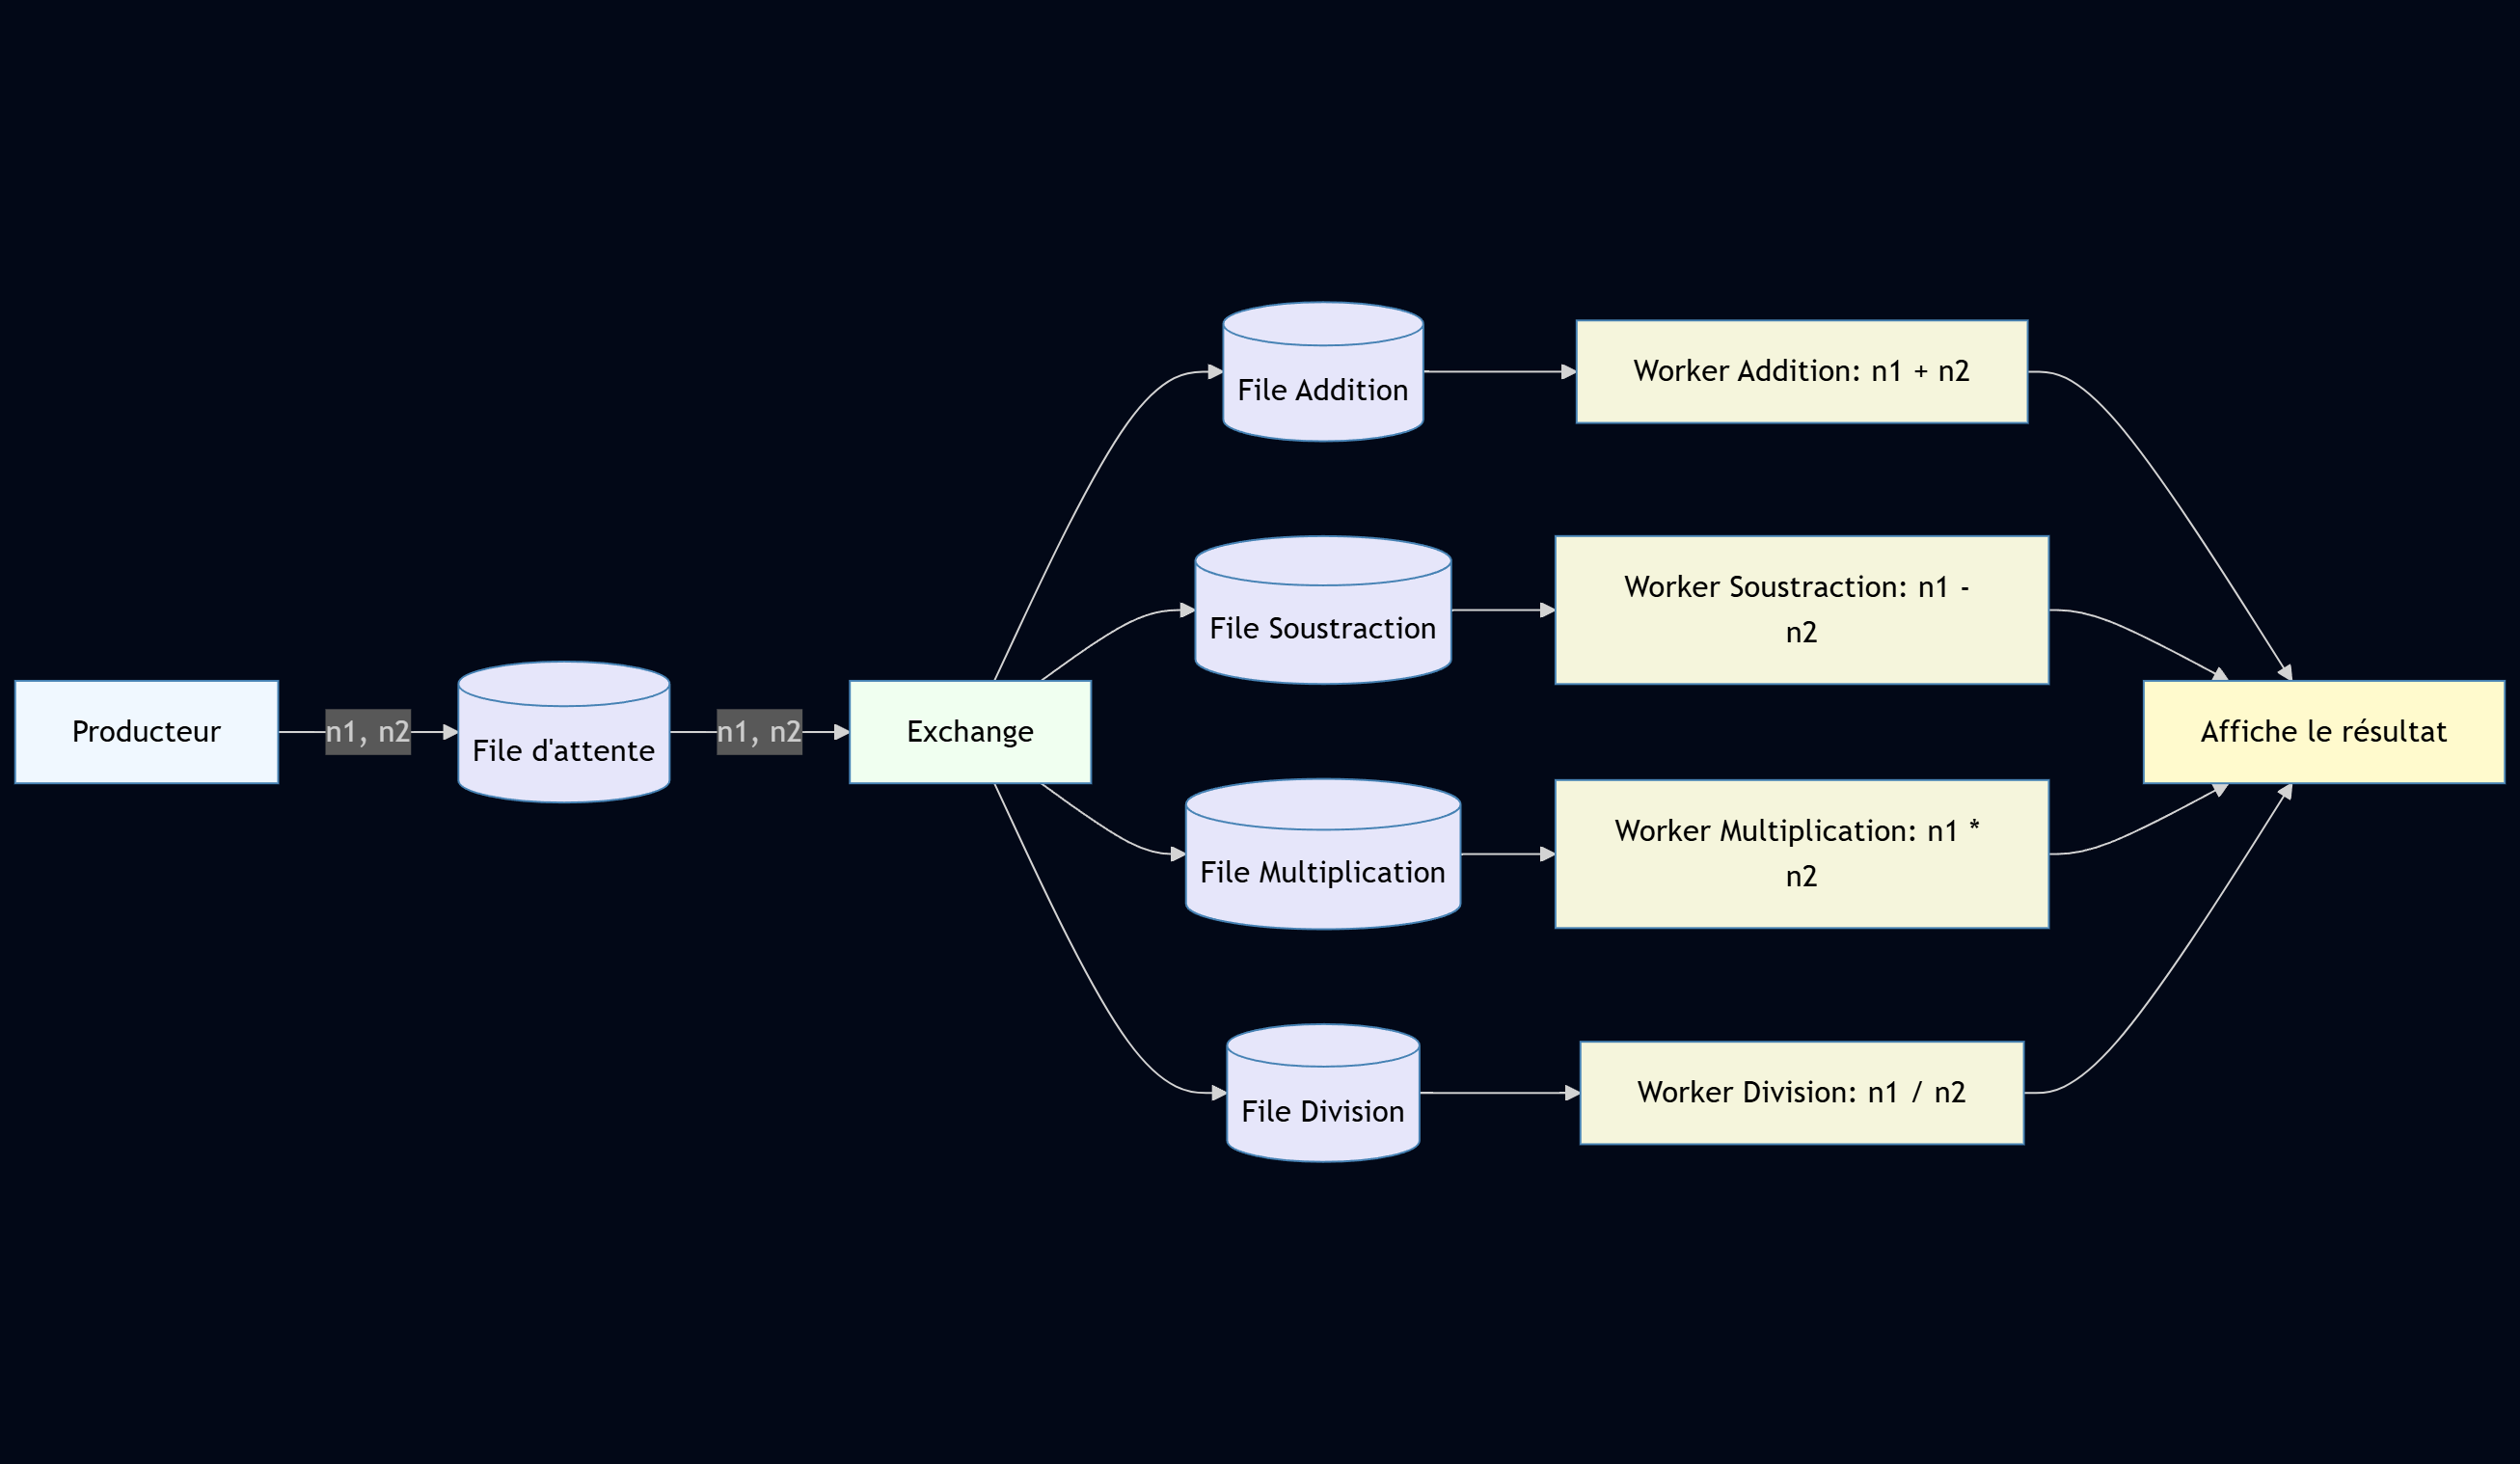 Producteur
n1, n2
File d'attente
n1, n2
Exchange
File Addition
Worker Addition: n1 + n2
File Soustraction
Worker Soustraction: n1 -
n2
File Multiplication
Worker Multiplication: n1 *
n2
File Division
Worker Division: n1 / n2
Affiche le résultat